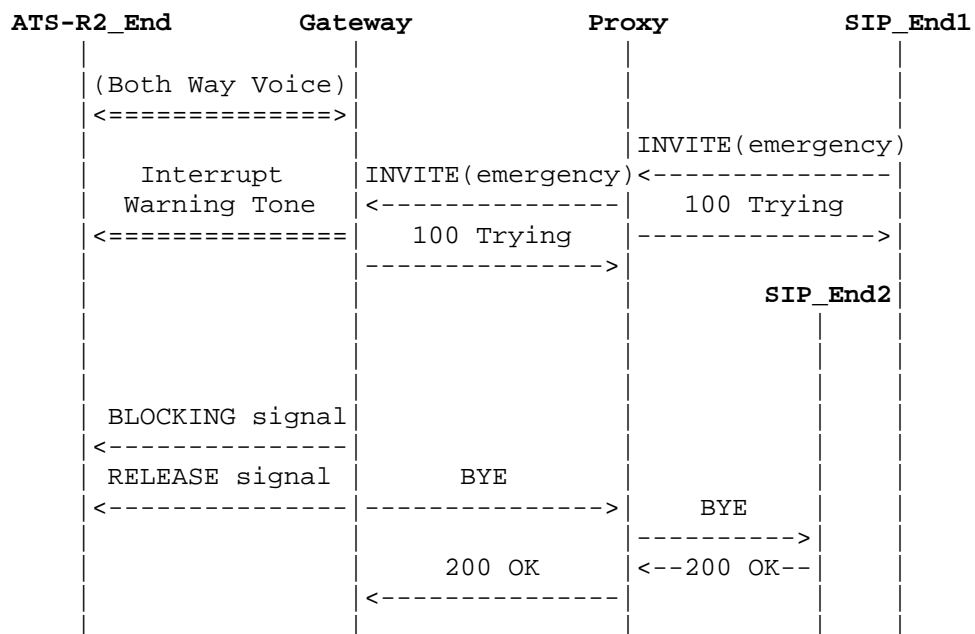 ATS-R2_End Gateway Proxy SIP_End1
(Both Way Voice)
<==============>
INVITE(emergency)
Interrupt INVITE(emergency) <---------------
Warning Tone <--------------- 100 Trying
<=============== 100 Trying --------------->
--------------->
SIP_End2
BLOCKING signal
<---------------
RELEASE signal BYE
<--------------- ---------------> BYE
---------->
200 OK <--200 OK--
<---------------